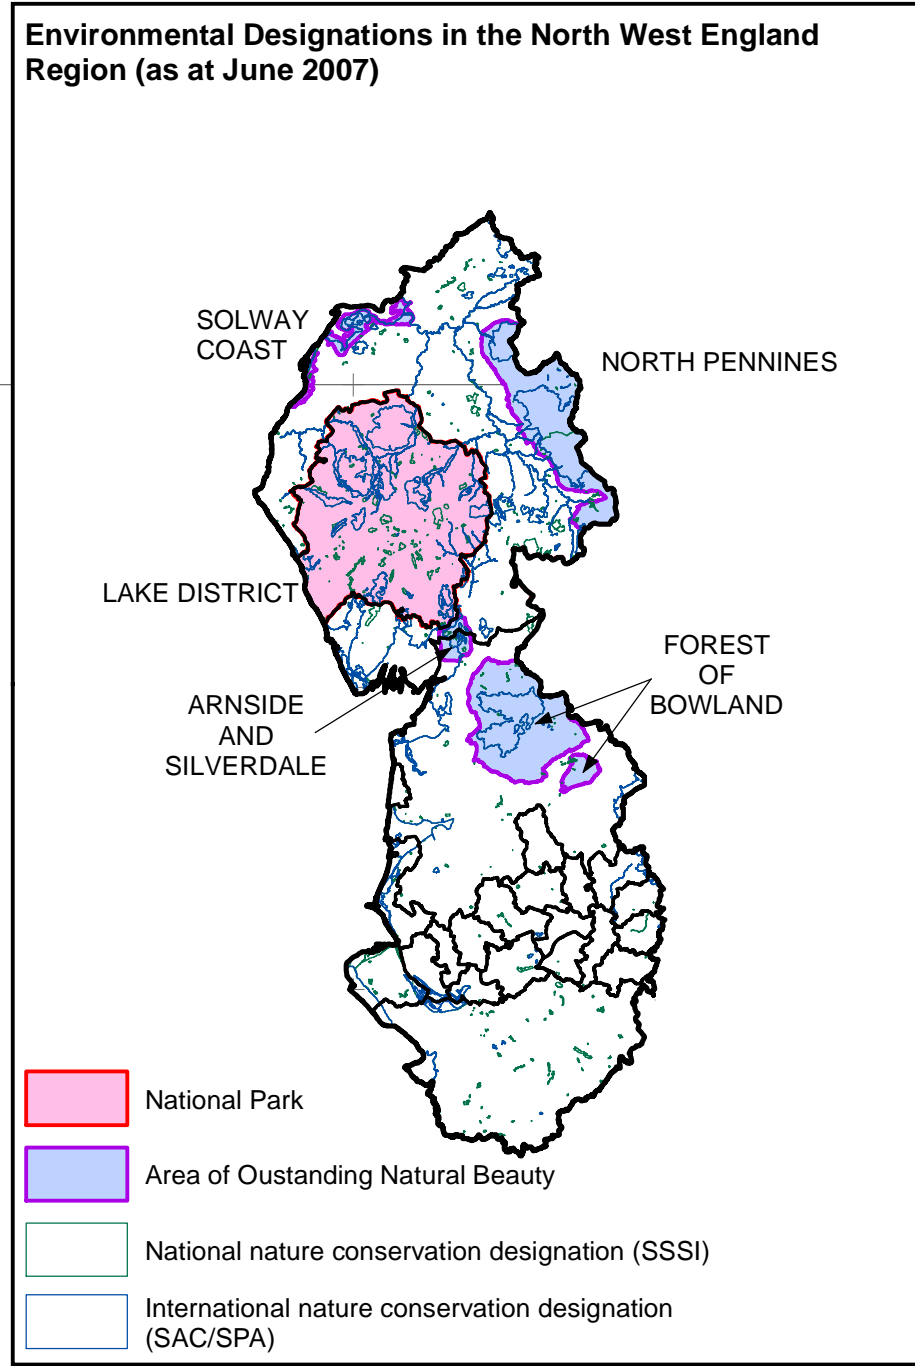 Environmental Designations in the North West England
Region (as at June 2007)
SOLWAY
COAST
NORTH PENNINES
LAKE DISTRICT
FOREST
OF
BOWLAND
ARNSIDE
AND
SILVERDALE
National Park
Area of Oustanding Natural Beauty
National nature conservation designation (SSSI)
International nature conservation designation
(SAC/SPA)